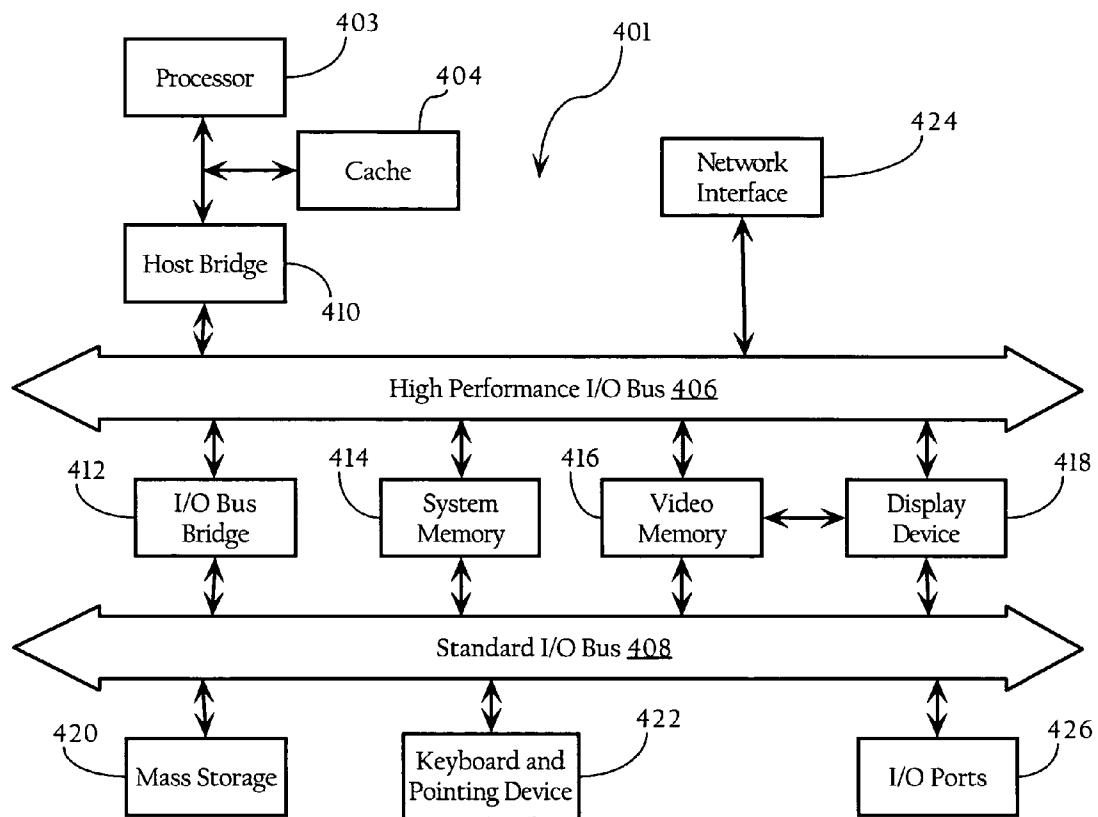 403
401
Processor
404
424
Cache
Network
Interface
Host Bridge
410
High Performance I/O Bus 406
412
414
416
418
I/O Bus
Bridge
System
Memory
Video
Memory
Display
Device
Standard I/O Bus 408
420
422
426
Mass Storage
Keyboard and
Pointing Device
I/O Ports